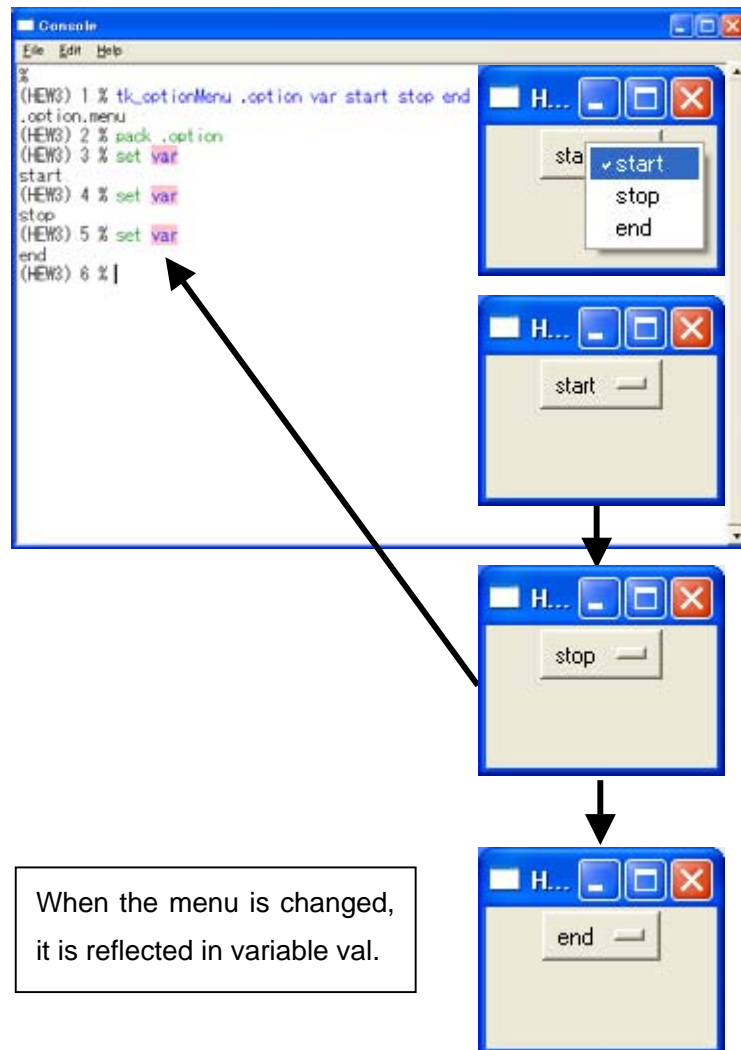 Console
File Edit Help
%
(HEW3) 1 % tk_optionMenu .option var start stop end
.option.menu
(HEW3) 2 % pack .option
(HEW3) 3 % set var
start
(HEW3) 4 % set var
stop
(HEW3) 5 % set var
end
(HEW3) 6 %
H...
sta
start
stop
end
H...
start
H...
stop
H...
end
When the menu is changed,
it is reflected in variable val.